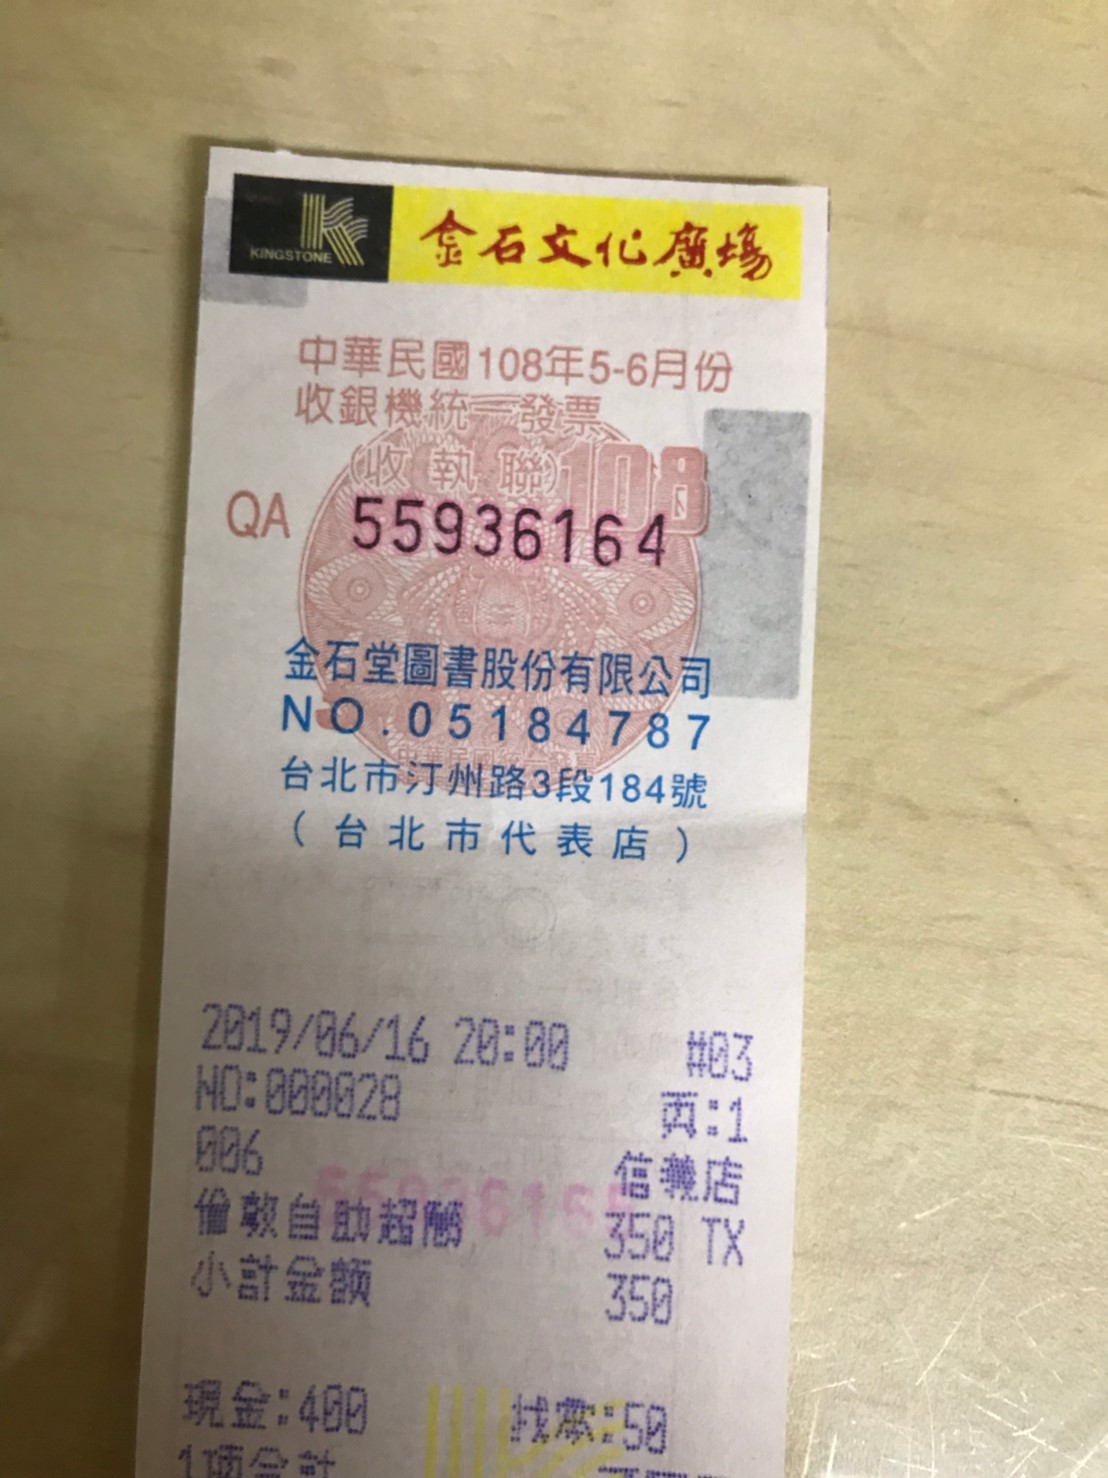 KINGSTONE
金石文化廣場
中華民國108年5-6月份
收銀機統一發票
(收執聯)
108
QA 55936164
金石堂圖書股份有限公司
NO.05184787
台北市汀州路3段184號
(台北市代表店)
2019/06/16 20:00 #03
NO:000028 丙:1
006 信義店
倫敦自助超簡 350 TX
小計金額 350
現金:400 找零:50
1項合計